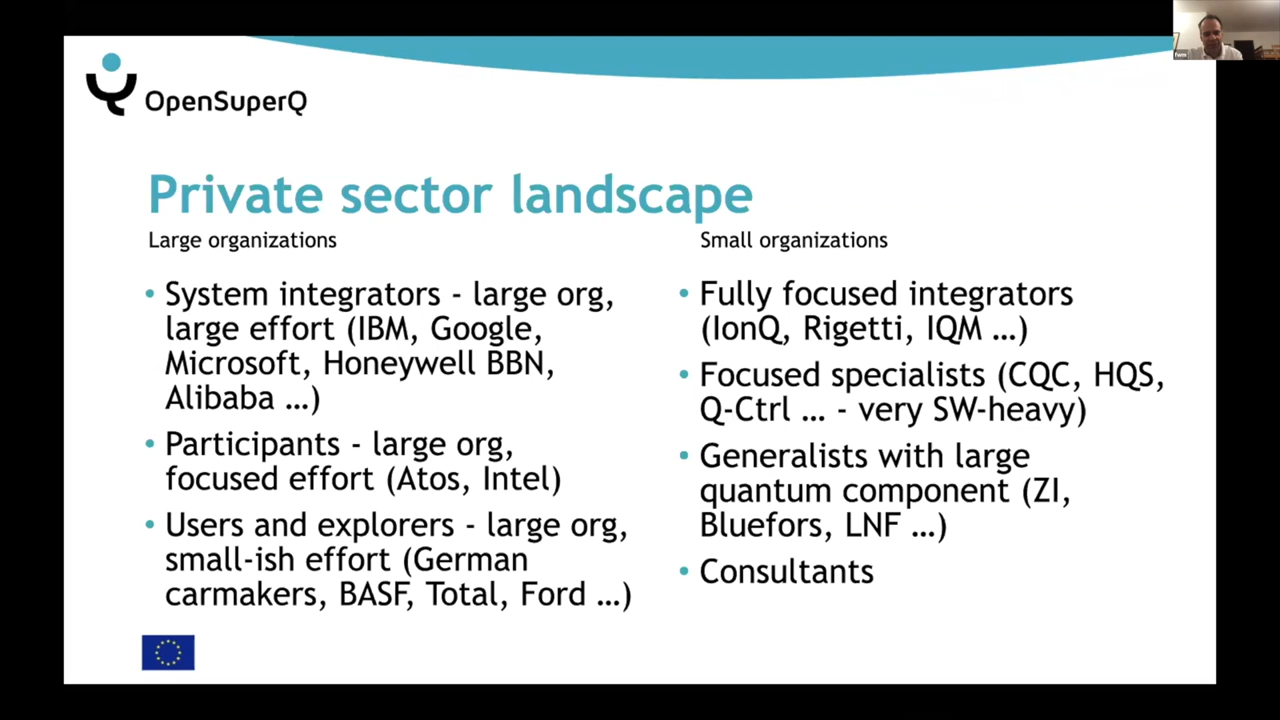 OpenSuperQ
Private sector landscape
Large organizations
• System integrators - large org,
large effort (IBM, Google,
Microsoft, Honeywell BBN,
Alibaba …)
• Participants - large org,
focused effort (Atos, Intel)
• Users and explorers - large org,
small-ish effort (German
carmakers, BASF, Total, Ford …)
Small organizations
• Fully focused integrators
(IonQ, Rigetti, IQM …)
• Focused specialists (CQC, HQS,
Q-Ctrl … - very SW-heavy)
• Generalists with large
quantum component (ZI,
Bluefors, LNF …)
• Consultants